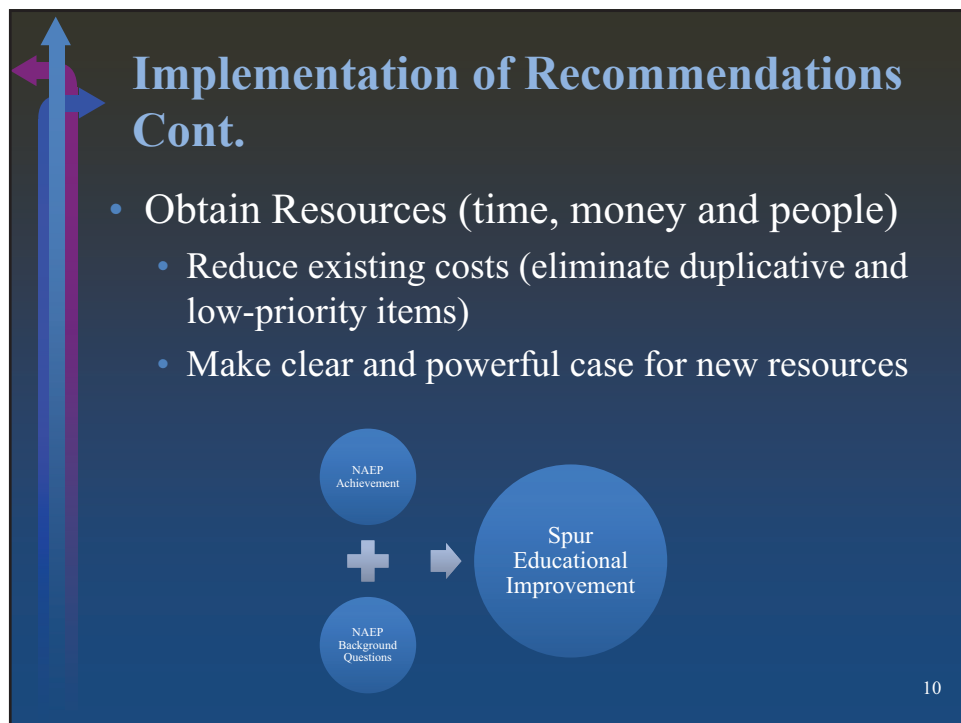 Implementation of Recommendations
Cont.
• Obtain Resources (time, money and people)
• Reduce existing costs (eliminate duplicative and
low-priority items)
• Make clear and powerful case for new resources
NAEP
Achievement
NAEP
Background
Questions
Spur
Educational
Improvement
10